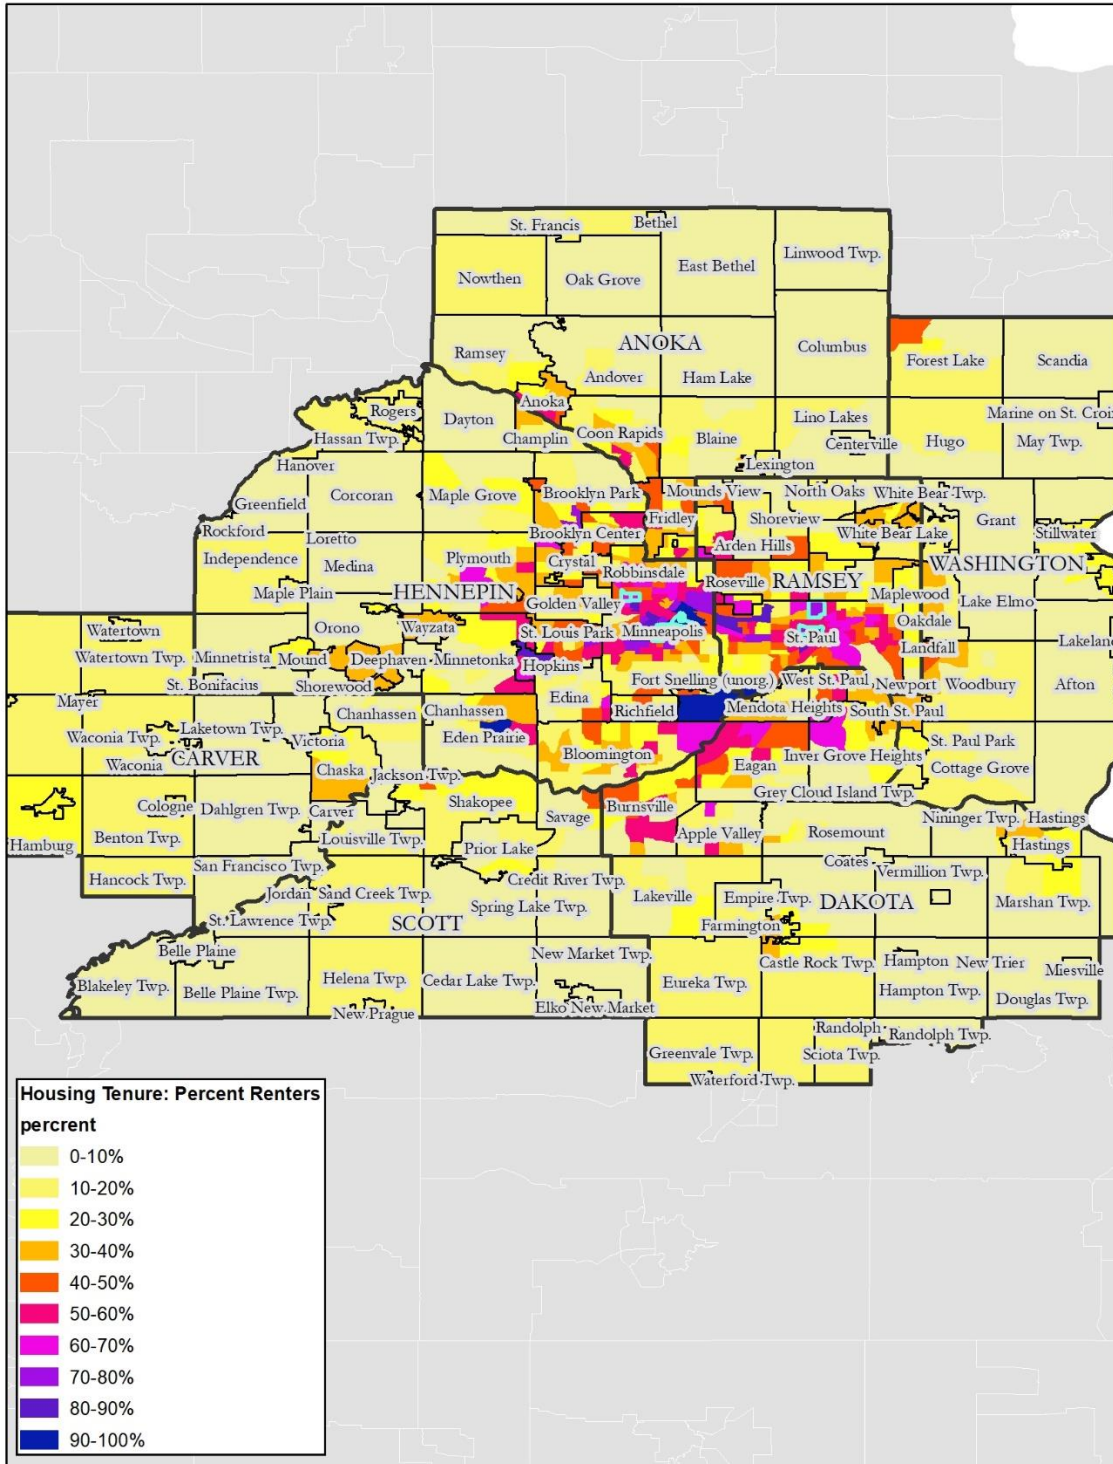 St. Francis
Bethel
Linwood Twp.
Nowthen
Oak Grove
East Bethel
ANOKA
Columbus
Ramsey
Andover
Ham Lake
Forest Lake
Scandia
Anoka
Rogers
Dayton
Champlin
Coon Rapids
Blaine
Lino Lakes
Centerville
Hugo
Marine on St. Croi
May Twp.
Hassan Twp.
Hanover
Lexington
Greenfield
Corcoran
Maple Grove
Brooklyn Park
Mounds View
North Oaks
White Bear Twp.
Grant
Rockford
Loretto
Brooklyn Center
Fridley
Shoreview
White Bear Lake
Stillwater
Independence
Medina
Plymouth
Crystal
Robbinsdale
Arden Hills
Roseville
RAMSEY
WASHINGTON
Maple Plain
HENNEPIN
Golden Valley
Maplewood
Lake Elmo
Watertown
Orono
Wayzata
St. Louis Park
Minneapolis
St. Paul
Oakdale
Landfall
Lakeland
Watertown Twp.
Minnetrista
Mound
Deephaven
Minnetonka
Hopkins
St. Bonifacius
Shorewood
Edina
Fort Snelling (unorg.)
West St. Paul
Newport
Woodbury
Afton
Mayer
Laketown Twp.
Chanhassen
Chanhassen
Richfield
Mendota Heights
South St. Paul
Waconia Twp.
Victoria
Eden Prairie
Bloomington
Inver Grove Heights
St. Paul Park
Waconia
CARVER
Chaska
Jackson Twp.
Eagan
Cottage Grove
Grey Cloud Island Twp.
Cologne
Dahlgren Twp.
Carver
Shakopee
Savage
Burnsville
Nininger Twp.
Hastings
Hamburg
Benton Twp.
Louisville Twp.
Prior Lake
Apple Valley
Rosemount
Hastings
Hancock Twp.
San Francisco Twp.
Credit River Twp.
Coates
Vermillion Twp.
Jordan
Sand Creek Twp.
Spring Lake Twp.
Lakeville
Empire Twp.
DAKOTA
Marshan Twp.
St. Lawrence Twp.
SCOTT
Farmington
Belle Plaine
New Market Twp.
Castle Rock Twp.
Hampton
New Trier
Miesville
Blakeley Twp.
Belle Plaine Twp.
Helena Twp.
Cedar Lake Twp.
Eureka Twp.
Hampton Twp.
Douglas Twp.
New Prague
Elko New Market
Randolph
Randolph Twp.
Greenvale Twp.
Sciota Twp.
Waterford Twp.
Housing Tenure: Percent Renters
percrent
0-10%
10-20%
20-30%
30-40%
40-50%
50-60%
60-70%
70-80%
80-90%
90-100%